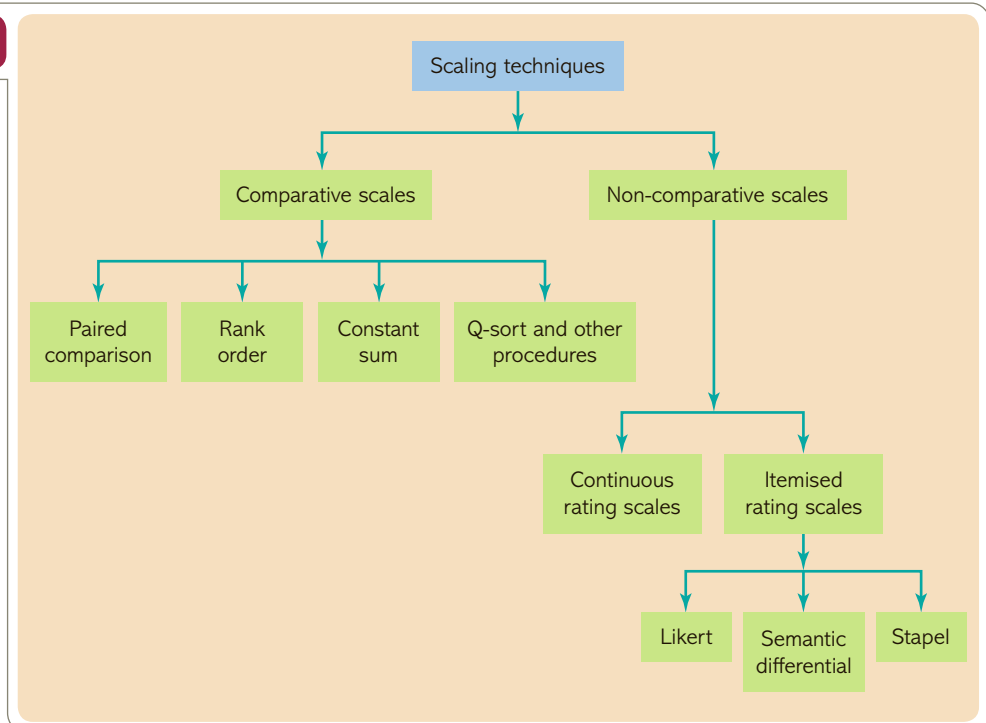 Scaling techniques
Comparative scales
Non-comparative scales
Paired
comparison
Rank
order
Constant
sum
Q-sort and other
procedures
Continuous
rating scales
Itemised
rating scales
Likert
Semantic
differential
Stapel